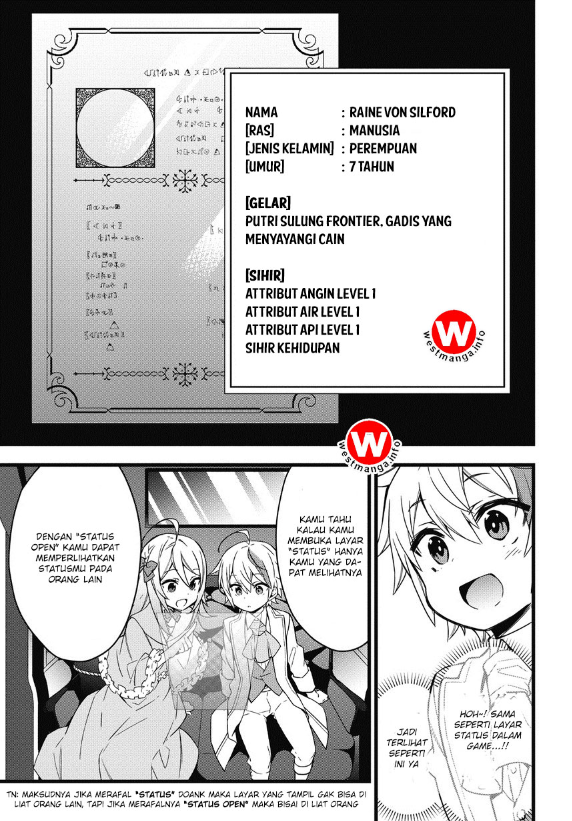 NAMA : RAINE VON SILFORD
[RAS] : MANUSIA
[JENIS KELAMIN] : PEREMPUAN
[UMUR] : 7 TAHUN
[GELAR]
PUTRI SULUNG FRONTIER, GADIS YANG
MENYAYANGI CAIN
[SIHIR]
ATTRIBUT ANGIN LEVEL 1
ATTRIBUT AIR LEVEL 1
ATTRIBUT API LEVEL 1
SIHIR KEHIDUPAN
W
westmanga.info
W
westmanga.info
KAMU TAHU
KALAU KAMU
MEMBUKA LAYAR
"STATUS" HANYA
KAMU YANG DA-
PAT MELIHATNYA
DENGAN "STATUS
OPEN" KAMU DAPAT
MEMPERLIHATKAN
STATUSMU PADA
ORANG LAIN
HOH~! SAMA
SEPERTI LAYAR
STATUS DALAM
GAME...!!
JADI
TERLIHAT
SEPERTI
INI YA
TN: MAKSUDNYA JIKA MERAFAL "STATUS" DOANK MAKA LAYAR YANG TAMPIL GAK BISA DI
LIAT ORANG LAIN, TAPI JIKA MERAFALNYA "STATUS OPEN" MAKA BISAI DI LIAT ORANG